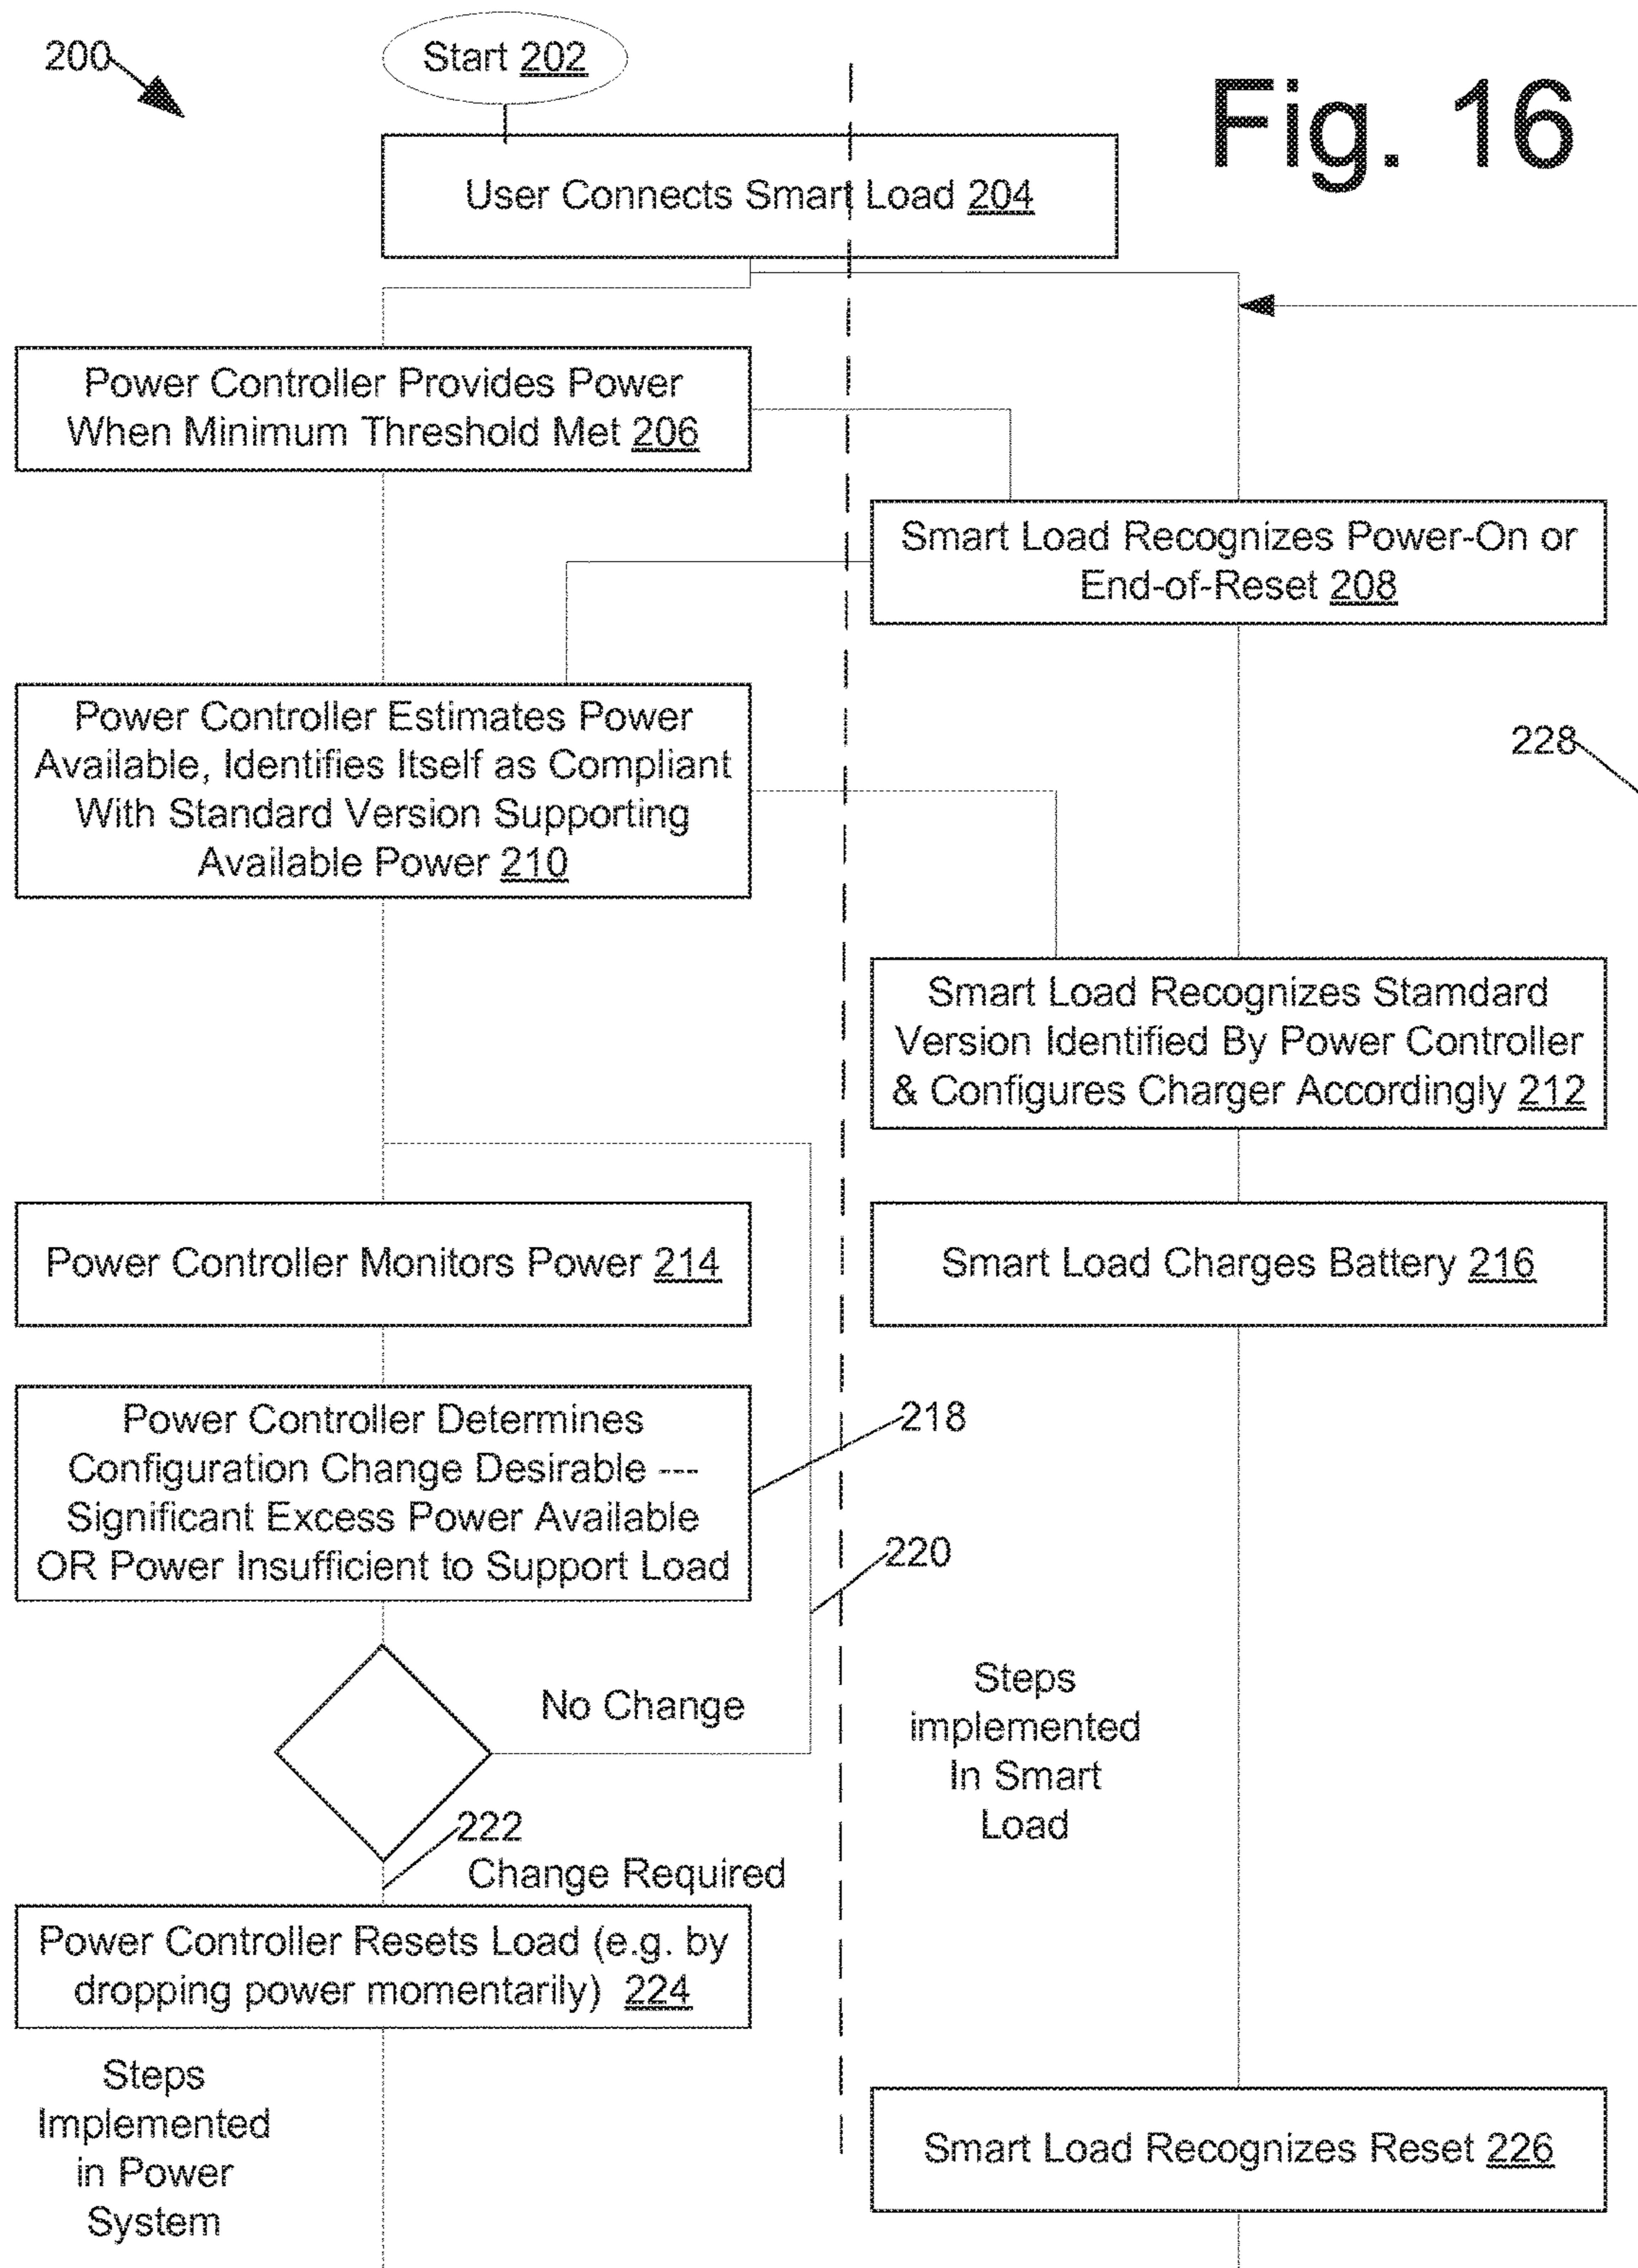 200
Start 202
Fig. 16
User Connects Smart Load 204
Power Controller Provides Power
When Minimum Threshold Met 206
Smart Load Recognizes Power-On or
End-of-Reset 208
Power Controller Estimates Power
Available, Identifies Itself as Compliant
With Standard Version Supporting
Available Power 210
228
Smart Load Recognizes Stamdard
Version Identified By Power Controller
& Configures Charger Accordingly 212
Power Controller Monitors Power 214
Smart Load Charges Battery 216
Power Controller Determines
Configuration Change Desirable ---
Significant Excess Power Available
OR Power Insufficient to Support Load
218
220
No Change
Steps
implemented
In Smart
Load
222
Change Required
Power Controller Resets Load (e.g. by
dropping power momentarily) 224
Steps
Implemented
in Power
System
Smart Load Recognizes Reset 226